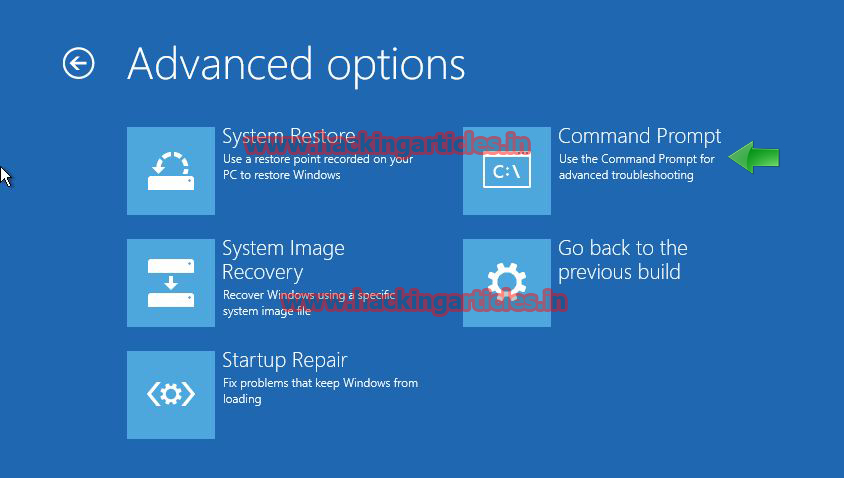 Advanced options
System Restore
Use a restore point recorded on your
PC to restore Windows
www.hackingarticles.in
Command Prompt
Use the Command Prompt for
advanced troubleshooting
C:\
System Image
Recovery
Recover Windows using a specific
system image file
www.hackingarticles.in
Go back to the
previous build
Startup Repair
Fix problems that keep Windows from
loading